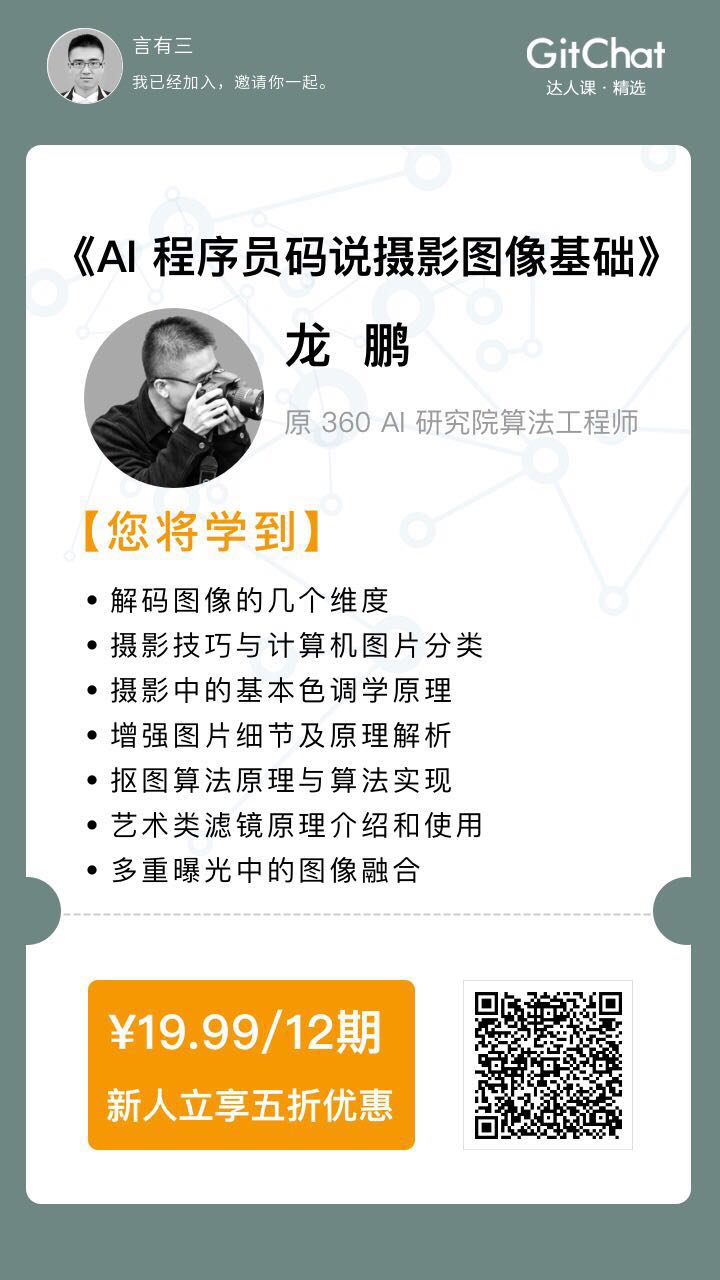 言有三
我已经加入，邀请你一起。
GitChat
达人课 · 精选
《AI 程序员码说摄影图像基础》
龙 鹏
原 360 AI 研究院算法工程师
【您将学到】
• 解码图像的几个维度
• 摄影技巧与计算机图片分类
• 摄影中的基本色调学原理
• 增强图片细节及原理解析
• 抠图算法原理与算法实现
• 艺术类滤镜原理介绍和使用
• 多重曝光中的图像融合
¥19.99/12期
新人立享五折优惠